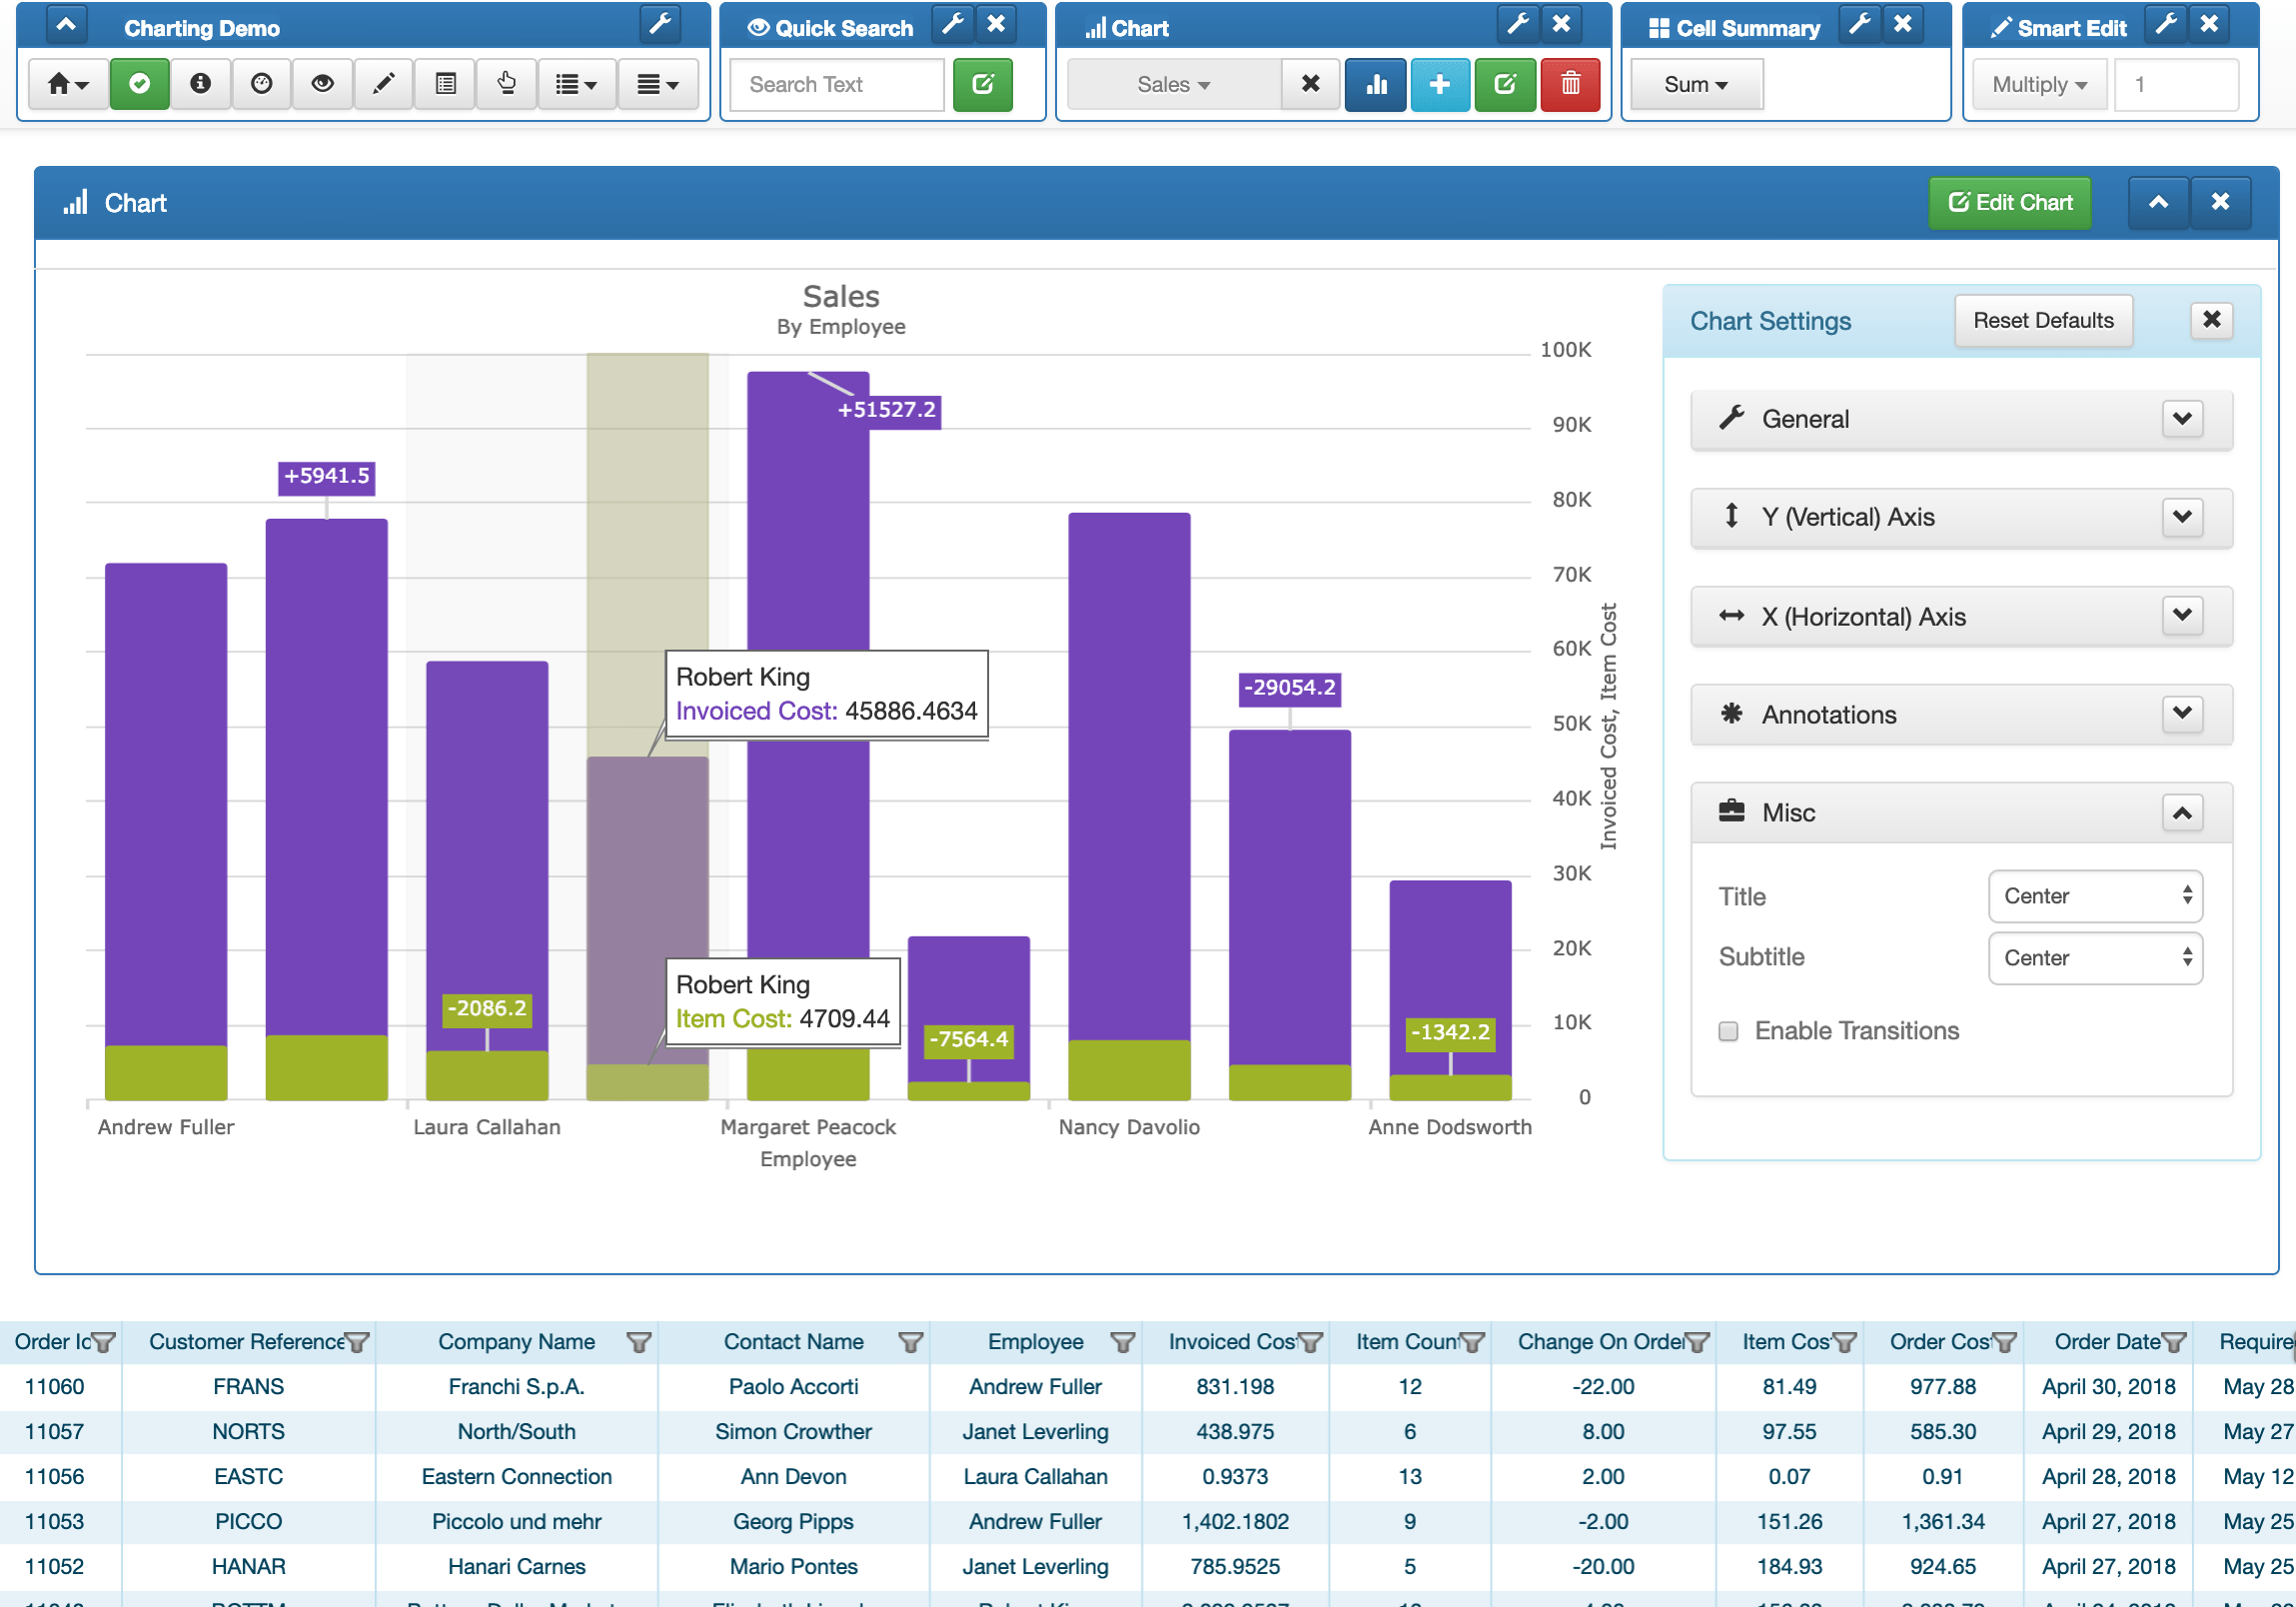 Charting Demo
Quick Search
Chart
Cell Summary
Smart Edit
Search Text
Sales
Sum
Multiply
1
Chart
Edit Chart
Sales
By Employee
100K
90K
80K
70K
60K
50K
40K
30K
20K
10K
0
Invoiced Cost, Item Cost
+5941.5
+51527.2
-29054.2
-2086.2
-7564.4
-1342.2
Robert King
Invoiced Cost: 45886.4634
Robert King
Item Cost: 4709.44
Andrew Fuller
Laura Callahan
Margaret Peacock
Nancy Davolio
Anne Dodsworth
Employee
Chart Settings
Reset Defaults
General
Y (Vertical) Axis
X (Horizontal) Axis
Annotations
Misc
Title
Center
Subtitle
Center
Enable Transitions
Order Customer Reference Company Name Contact Name Employee Invoiced Item Change On Item Order Order Date
11060 FRANS Franchi S.p.A. Paolo Accorti Andrew Fuller 831.198 12 -22.00 81.49 977.88 April 30, 2018 May 28
11057 NORTS North/South Simon Crowther Janet Leverling 438.975 6 8.00 97.55 585.30 April 29, 2018 May 27
11056 EASTC Eastern Connection Ann Devon Laura Callahan 0.9373 13 2.00 0.07 0.91 April 28, 2018 May 12
11053 PICCO Piccolo und mehr Georg Pipps Andrew Fuller 1,402.1802 9 -2.00 151.26 1,361.34 April 27, 2018 May 25
11052 HANAR Hanari Carnes Mario Pontes Janet Leverling 785.9525 5 -20.00 184.93 924.65 April 27, 2018 May 25